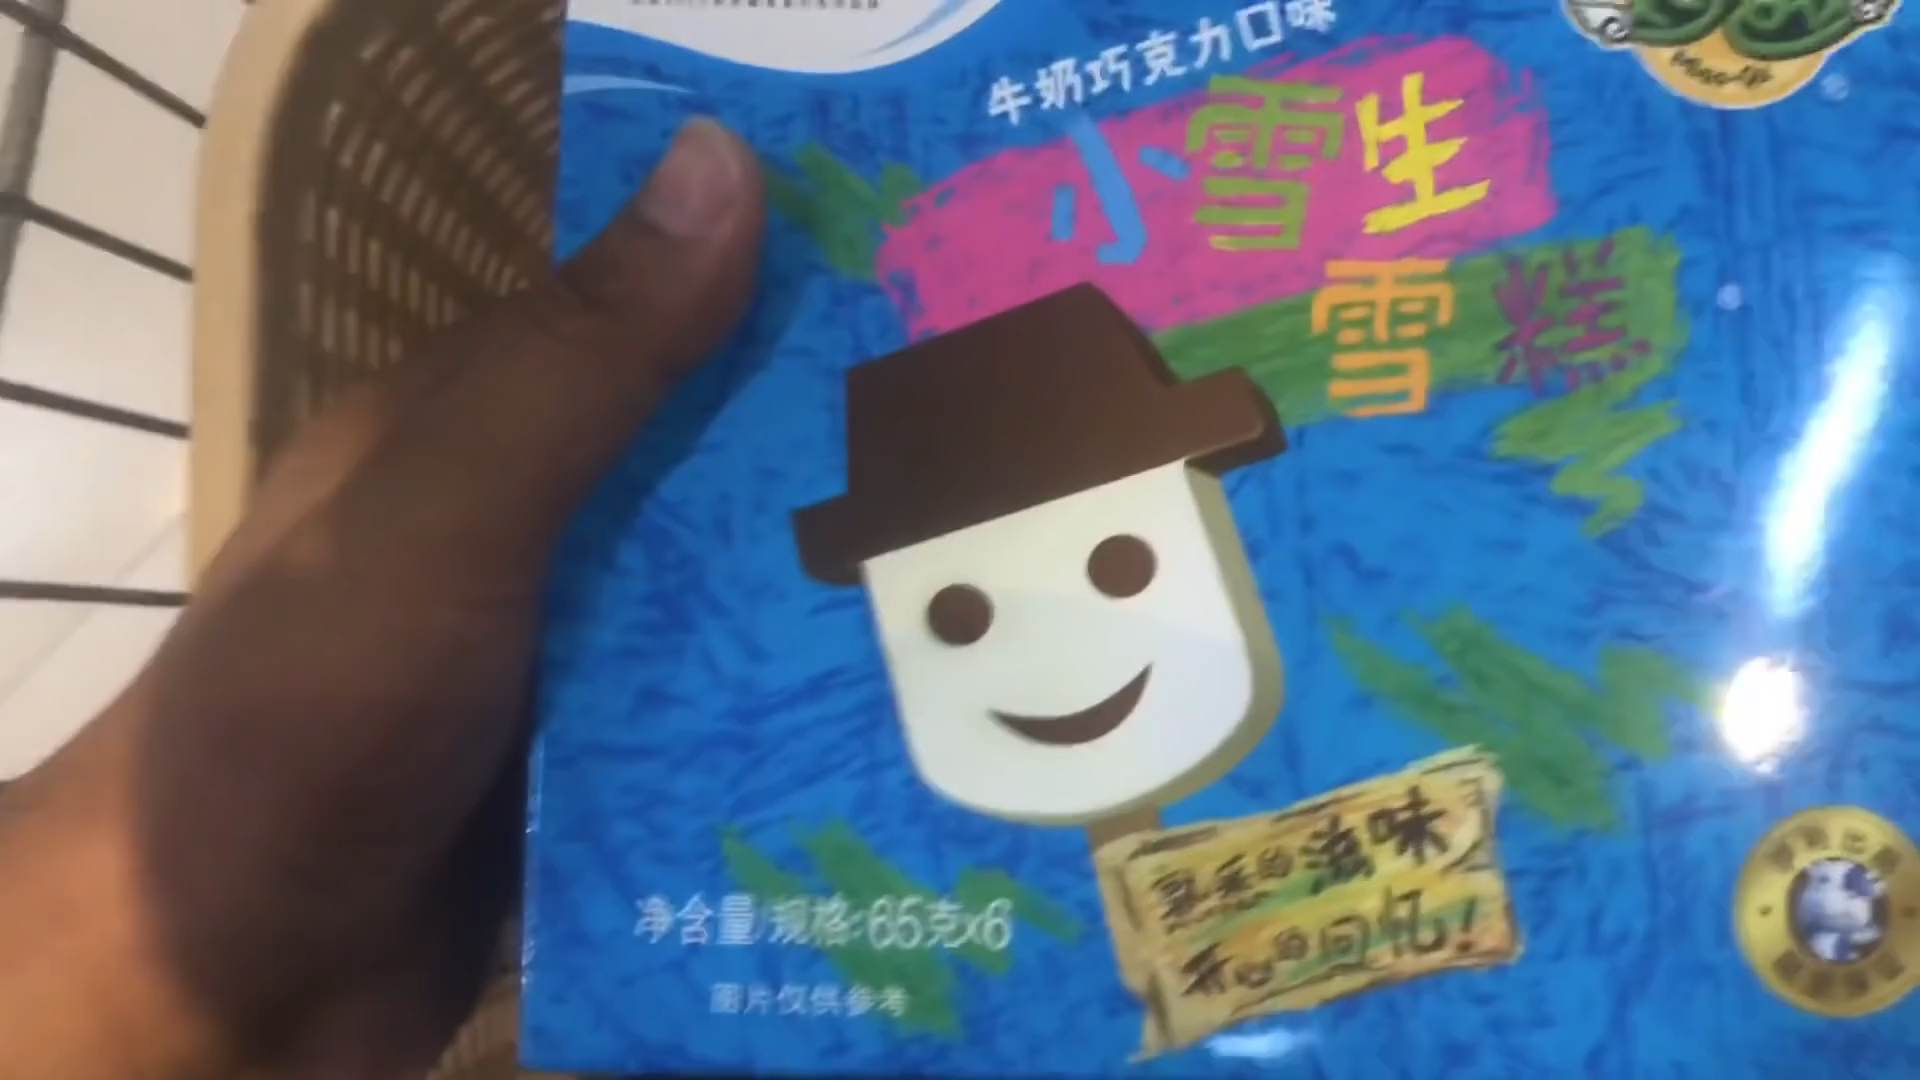 牛奶巧克力口味
小雪生
雪糕
熟悉的滋味
开心的回忆!
净含量/规格:65克x6
图片仅供参考